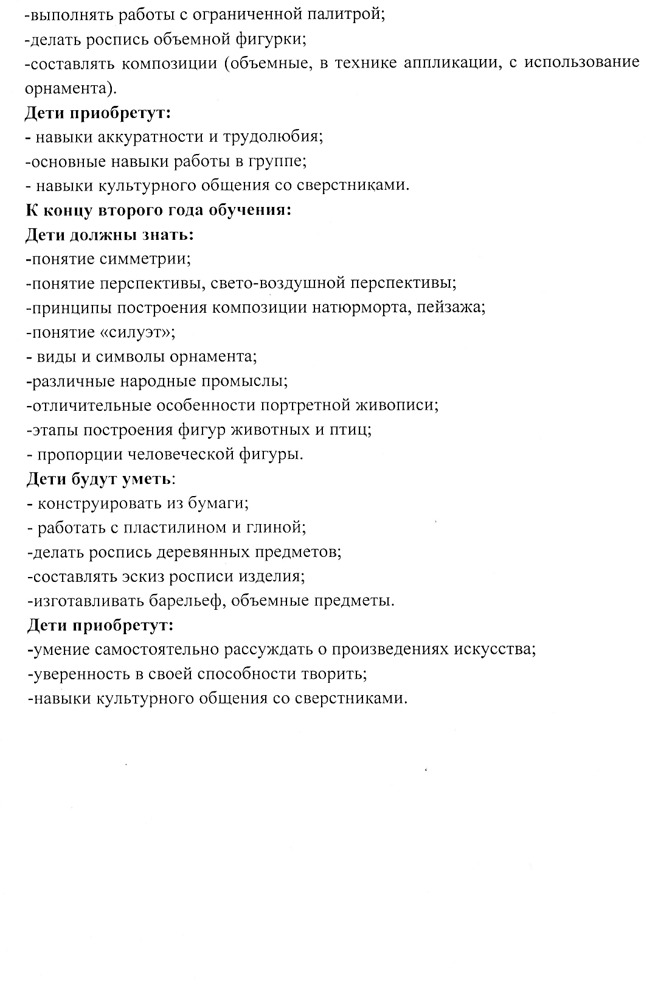 -выполнять работы с ограниченной палитрой;
-делать роспись объемной фигурки;
-составлять композиции (объемные, в технике аппликации, с использование
орнамента).
Дети приобретут:
- навыки аккуратности и трудолюбия;
-основные навыки работы в группе;
- навыки культурного общения со сверстниками.
К концу второго года обучения:
Дети должны знать:
-понятие симметрии;
-понятие перспективы, свето-воздушной перспективы;
-принципы построения композиции натюрморта, пейзажа;
-понятие «силуэт»;
- виды и символы орнамента;
-различные народные промыслы;
-отличительные особенности портретной живописи;
-этапы построения фигур животных и птиц;
- пропорции человеческой фигуры.
Дети будут уметь:
- конструировать из бумаги;
- работать с пластилином и глиной;
-делать роспись деревянных предметов;
-составлять эскиз росписи изделия;
-изготавливать барельеф, объемные предметы.
Дети приобретут:
-умение самостоятельно рассуждать о произведениях искусства;
-уверенность в своей способности творить;
-навыки культурного общения со сверстниками.